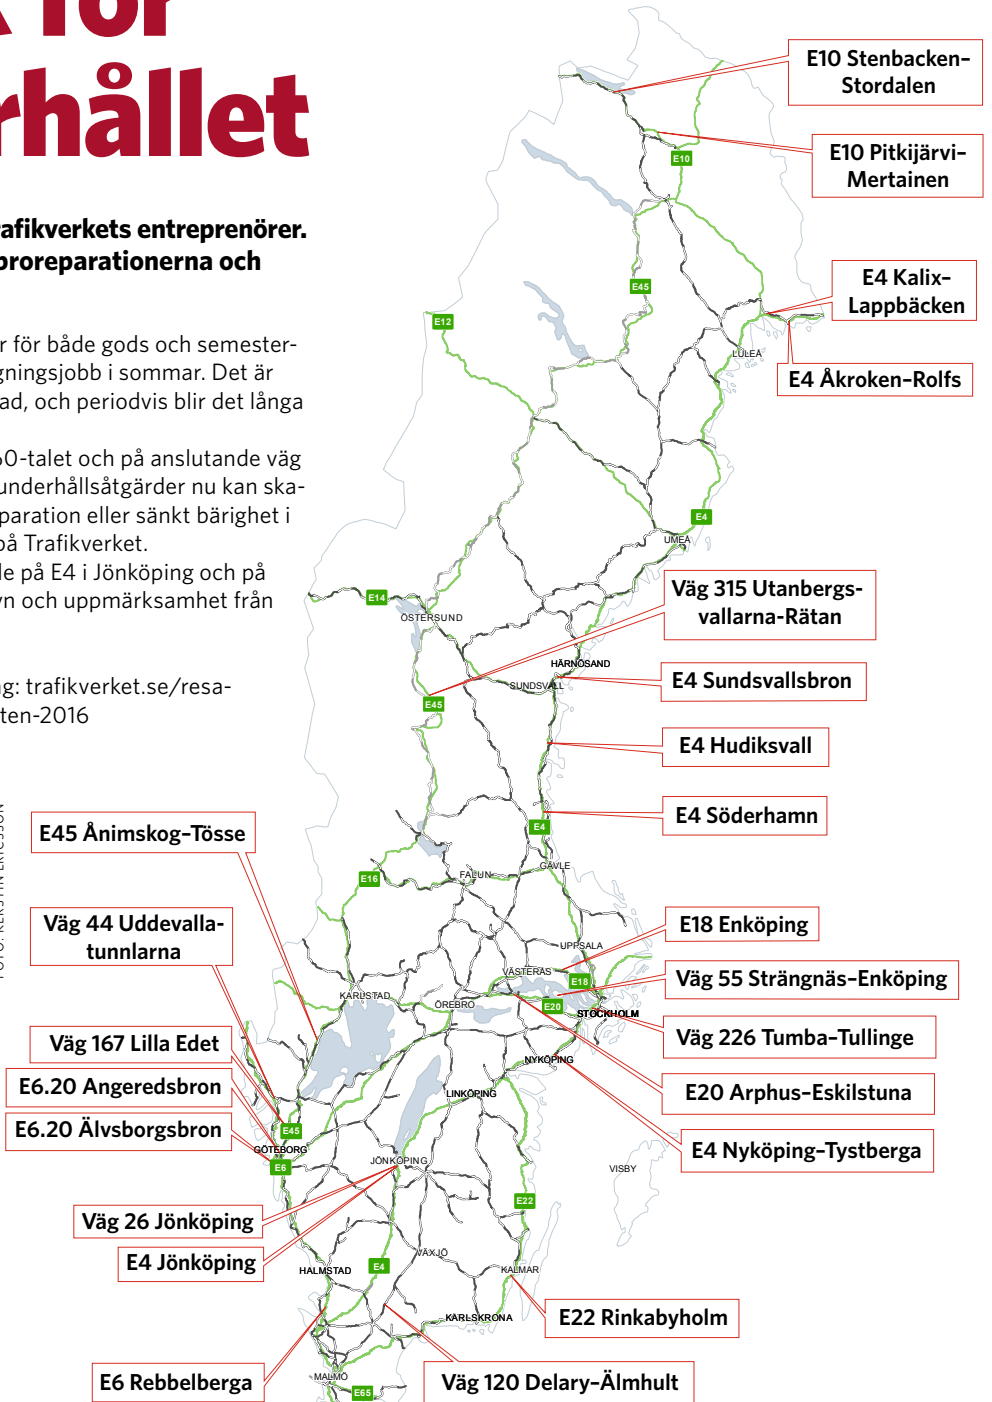 för
rhållet
rafikverkets entreprenörer.
proreparationerna och
r för både gods och semester-
gningsjobb i sommar. Det är
ad, och periodvis blir det långa
60-talet och på anslutande väg
underhållsåtgärder nu kan ska-
paration eller sänkt bärighet i
på Trafikverket.
de på E4 i Jönköping och på
yn och uppmärksamhet från
ng: trafikverket.se/resa-
ten-2016
FOTO: KERSTIN ERICSSON
E10 Stenbacken–
Stordalen
E10 Pitkijärvi–
Mertainen
E4 Kalix–
Lappbäcken
E4 Åkroken–Rolfs
Väg 315 Utanbergs-
vallarna-Rätan
E4 Sundsvallsbron
E4 Hudiksvall
E4 Söderhamn
E18 Enköping
Väg 55 Strängnäs–Enköping
Väg 226 Tumba–Tullinge
E20 Arphus–Eskilstuna
E4 Nyköping–Tystberga
E22 Rinkabyholm
Väg 120 Delary–Älmhult
E45 Ånimskog–Tösse
Väg 44 Uddevalla-
tunnlarna
Väg 167 Lilla Edet
E6.20 Angeredsbron
E6.20 Älvsborgsbron
Väg 26 Jönköping
E4 Jönköping
E6 Rebbelberga
E10
E45
E12
LULEÅ
E4
UMEÅ
E14
ÖSTERSUND
HÄRNÖSAND
SUNDSVALL
E45
E4
GÄVLE
FALUN
E16
UPPSALA
VÄSTERÅS
E18
KARLSTAD
ÖREBRO
E20
STOCKHOLM
NYKÖPING
LINKÖPING
E45
GÖTEBORG
E6
JÖNKÖPING
VISBY
E22
VÄXJÖ
E4
HALMSTAD
KALMAR
KARLSKRONA
MALMÖ
E65